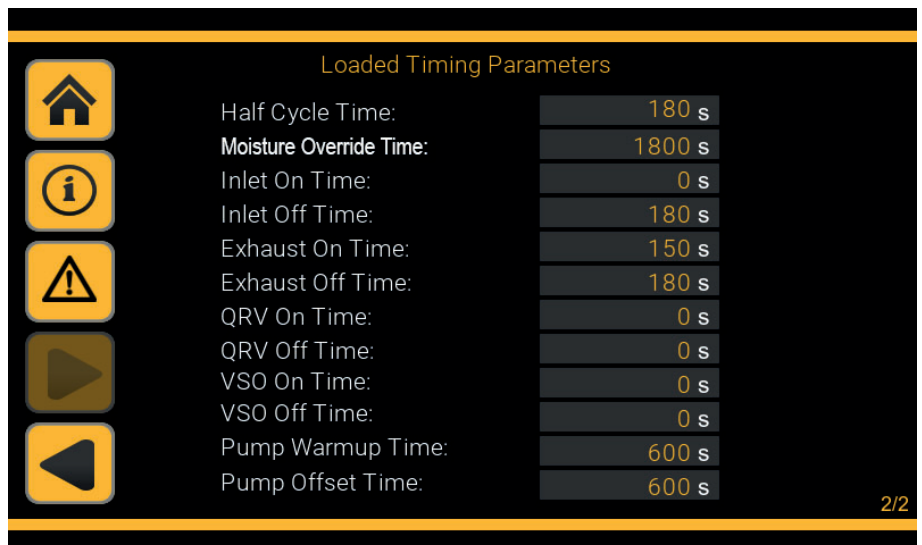 Loaded Timing Parameters
Half Cycle Time: 180 s
Moisture Override Time: 1800 s
Inlet On Time: 0 s
Inlet Off Time: 180 s
Exhaust On Time: 150 s
Exhaust Off Time: 180 s
QRV On Time: 0 s
QRV Off Time: 0 s
VSO On Time: 0 s
VSO Off Time: 0 s
Pump Warmup Time: 600 s
Pump Offset Time: 600 s
2/2